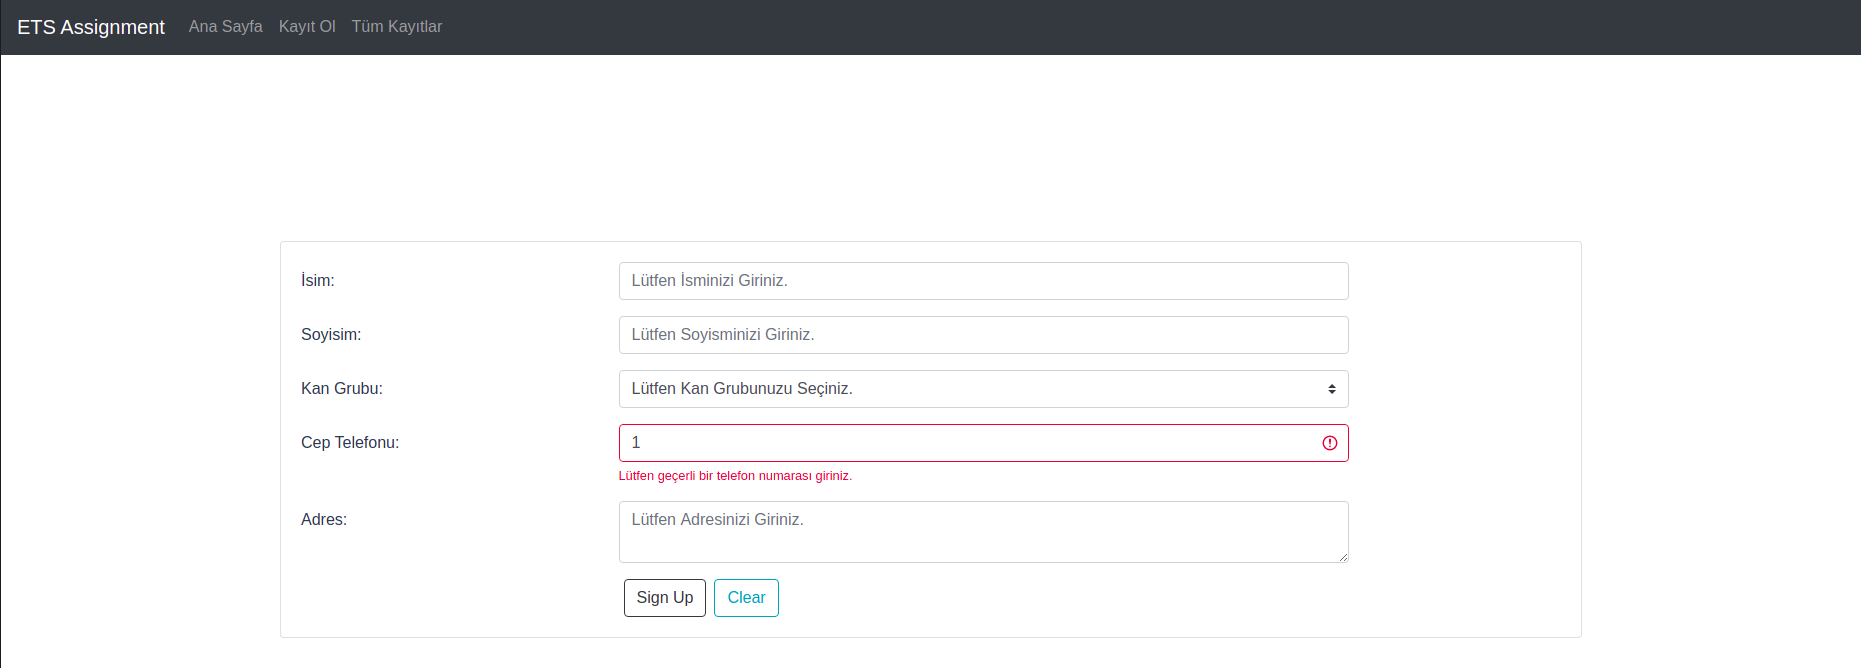 ETS Assignment Ana Sayfa Kayıt Ol Tüm Kayıtlar
İsim: Lütfen İsminizi Giriniz.
Soyisim: Lütfen Soyisminizi Giriniz.
Kan Grubu: Lütfen Kan Grubunuzu Seçiniz.
Cep Telefonu: 1
Lütfen geçerli bir telefon numarası giriniz.
Adres: Lütfen Adresinizi Giriniz.
Sign Up Clear